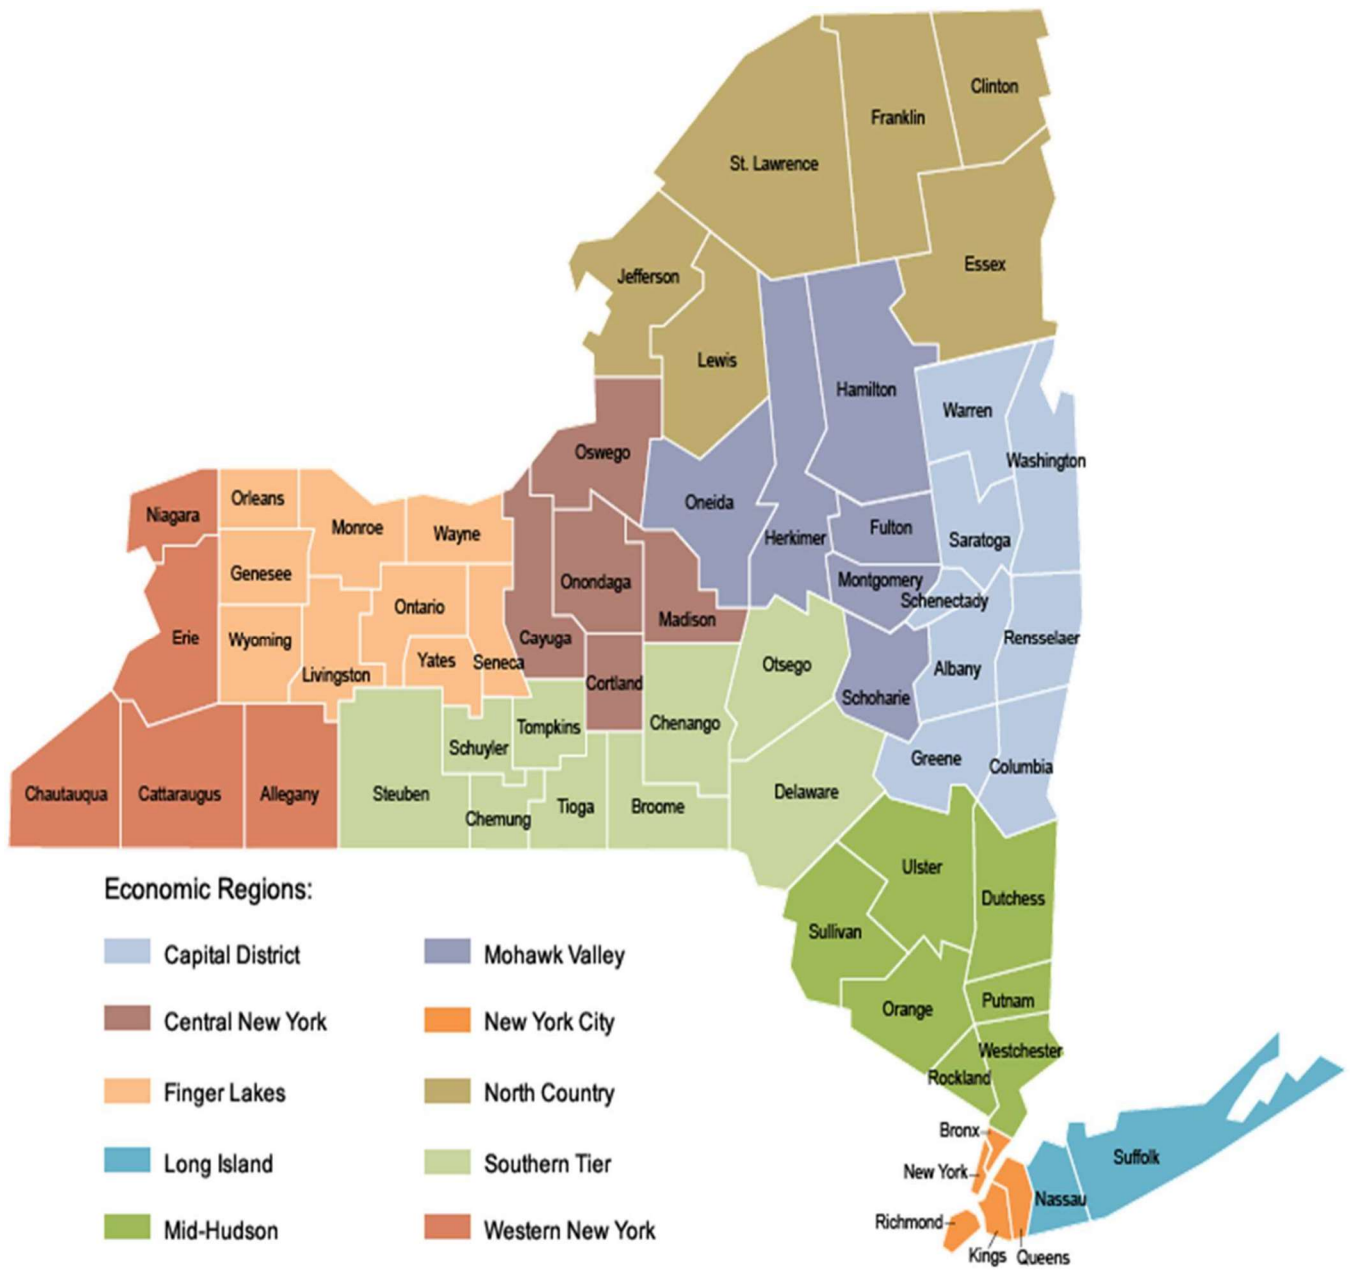 Clinton
Franklin
St. Lawrence
Essex
Jefferson
Lewis
Hamilton
Warren
Washington
Oswego
Oneida
Herkimer
Fulton
Saratoga
Niagara
Orleans
Monroe
Wayne
Genesee
Onondaga
Montgomery
Schenectady
Ontario
Madison
Erie
Wyoming
Cayuga
Rensselaer
Yates
Seneca
Otsego
Albany
Livingston
Cortland
Schoharie
Chenango
Tompkins
Schuyler
Greene
Columbia
Chautauqua
Cattaraugus
Allegany
Steuben
Delaware
Tioga
Broome
Chemung
Ulster
Dutchess
Sullivan
Putnam
Orange
Westchester
Rockland
Bronx
New York
Suffolk
Nassau
Richmond
Kings
Queens
Economic Regions:
Capital District
Central New York
Finger Lakes
Long Island
Mid-Hudson
Mohawk Valley
New York City
North Country
Southern Tier
Western New York